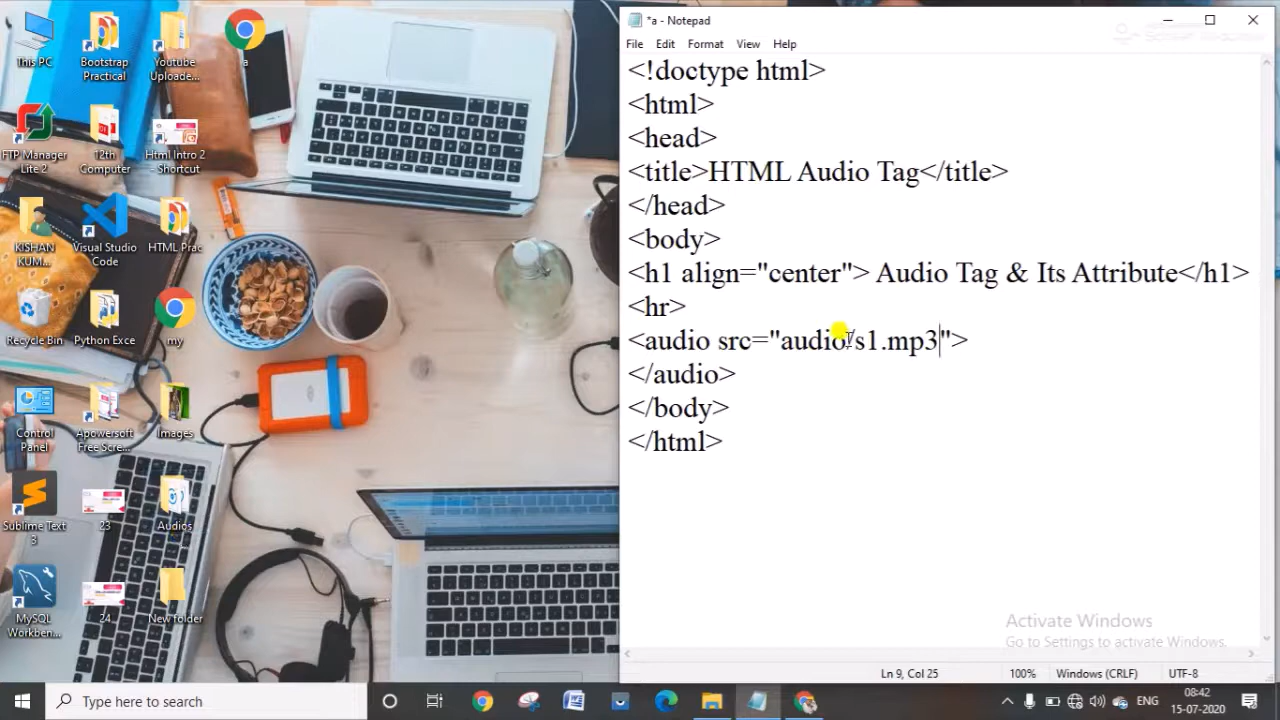 This PC
Bootstrap
Practical
Youtube
Uploade...
a
FTP Manager
Lite 2
12th
Computer
Html Intro 2
- Shortcut
KISHAN
KUM...
Visual Studio
Code
HTML Prac
Recycle Bin
Python Exce
my
Control
Panel
Apowersoft
Free Scre...
Images
Sublime Text
3
23
Audios
MySQL
Workben...
24
New folder
*a - Notepad
File Edit Format View Help
<!doctype html>
<html>
<head>
<title>HTML Audio Tag</title>
</head>
<body>
<h1 align="center"> Audio Tag & Its Attribute</h1>
<hr>
<audio src="audio/s1.mp3">
</audio>
</body>
</html>
Activate Windows
Go to Settings to activate Windows.
Ln 9, Col 25 100% Windows (CRLF) UTF-8
Type here to search
ENG
08:42
15-07-2020